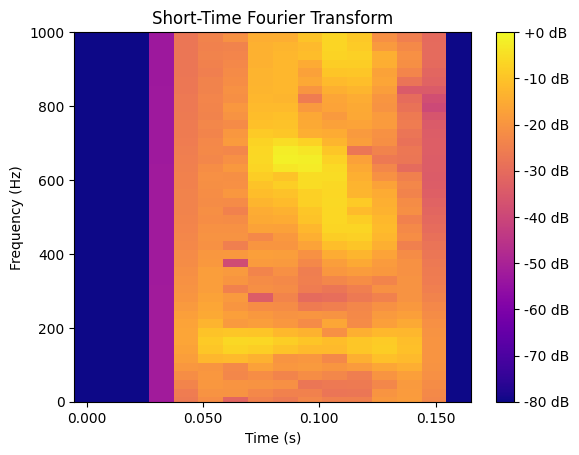 Short-Time Fourier Transform
1000
800
600
400
200
0
Frequency (Hz)
0.000
0.050
0.100
0.150
Time (s)
+0 dB
-10 dB
-20 dB
-30 dB
-40 dB
-50 dB
-60 dB
-70 dB
-80 dB